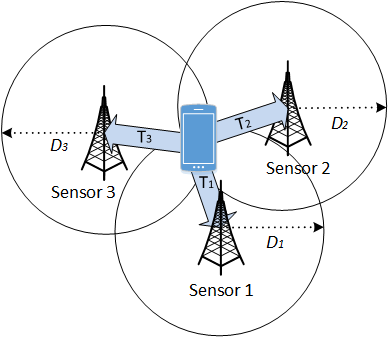 T3
T2
D2
D3
Sensor 2
T1
Sensor 3
D1
Sensor 1